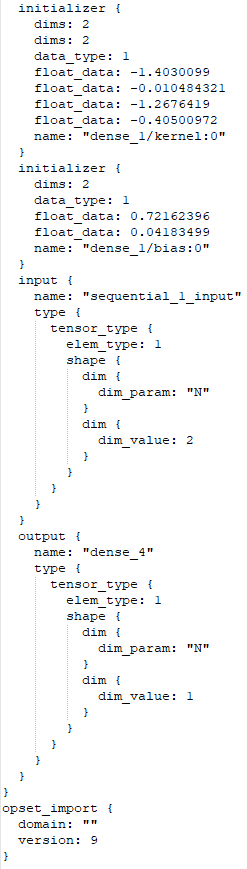 initializer {
    dims: 2
    dims: 2
    data_type: 1
    float_data: -1.4030099
    float_data: -0.010484321
    float_data: -1.2676419
    float_data: -0.40500972
    name: "dense_1/kernel:0"
  }
  initializer {
    dims: 2
    data_type: 1
    float_data: 0.72162396
    float_data: 0.04183499
    name: "dense_1/bias:0"
  }
  input {
    name: "sequential_1_input"
    type {
      tensor_type {
        elem_type: 1
        shape {
          dim {
            dim_param: "N"
          }
          dim {
            dim_value: 2
          }
        }
      }
    }
  }
  output {
    name: "dense_4"
    type {
      tensor_type {
        elem_type: 1
        shape {
          dim {
            dim_param: "N"
          }
          dim {
            dim_value: 1
          }
        }
      }
    }
  }
}
opset_import {
  domain: ""
  version: 9
}